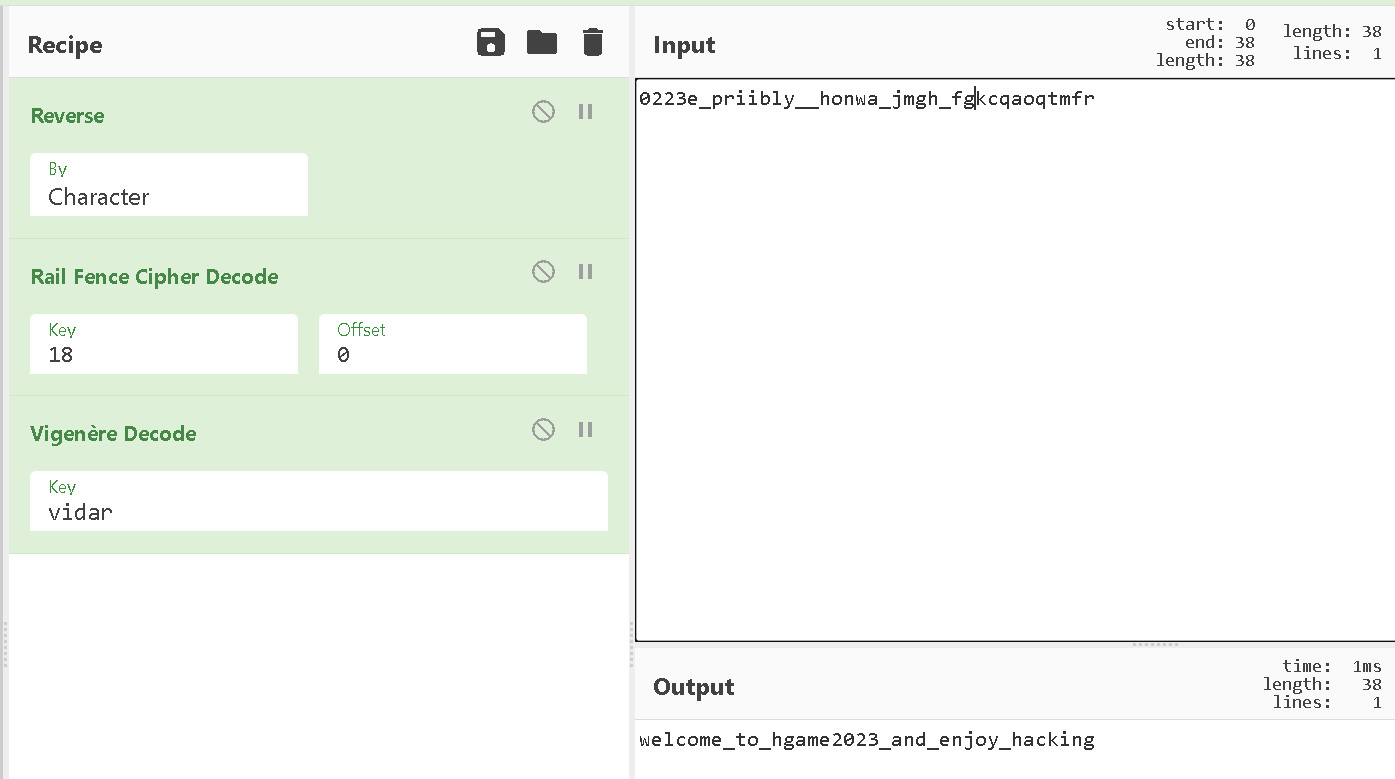 Recipe
Reverse
By
Character
Rail Fence Cipher Decode
Key
18
Offset
0
Vigenère Decode
Key
vidar
Input
start: 0
end: 38
length: 38
length: 38
lines: 1
0223e_priibly__honwa_jmgh_fgkcqaoqtmfr
Output
time: 1ms
length: 38
lines: 1
welcome_to_hgame2023_and_enjoy_hacking